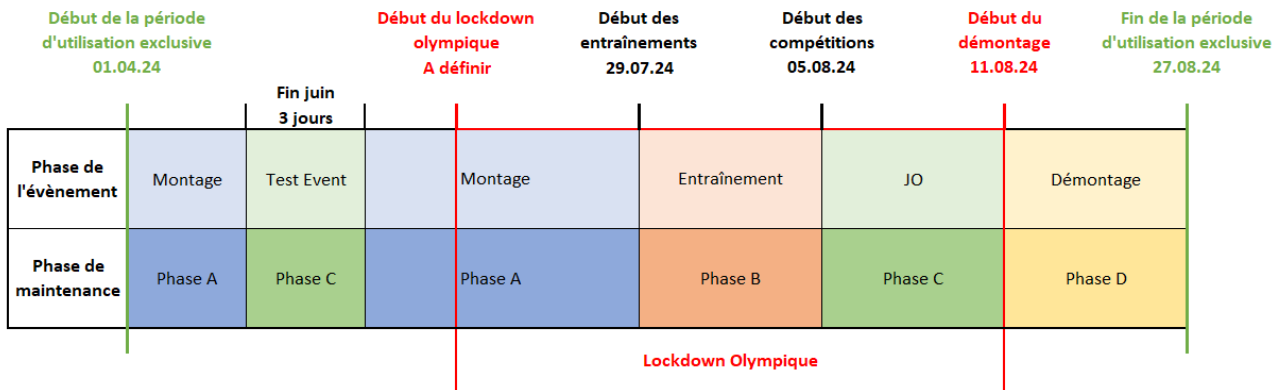 Début de la période
d'utilisation exclusive
01.04.24
Début du lockdown
olympique
A définir
Début des
entraînements
29.07.24
Début des
compétitions
05.08.24
Début du
démontage
11.08.24
Fin de la période
d'utilisation exclusive
27.08.24
Fin juin
3 jours
Phase de
l'évènement
Montage
Test Event
Montage
Entraînement
JO
Démontage
Phase de
maintenance
Phase A
Phase C
Phase A
Phase B
Phase C
Phase D
Lockdown Olympique